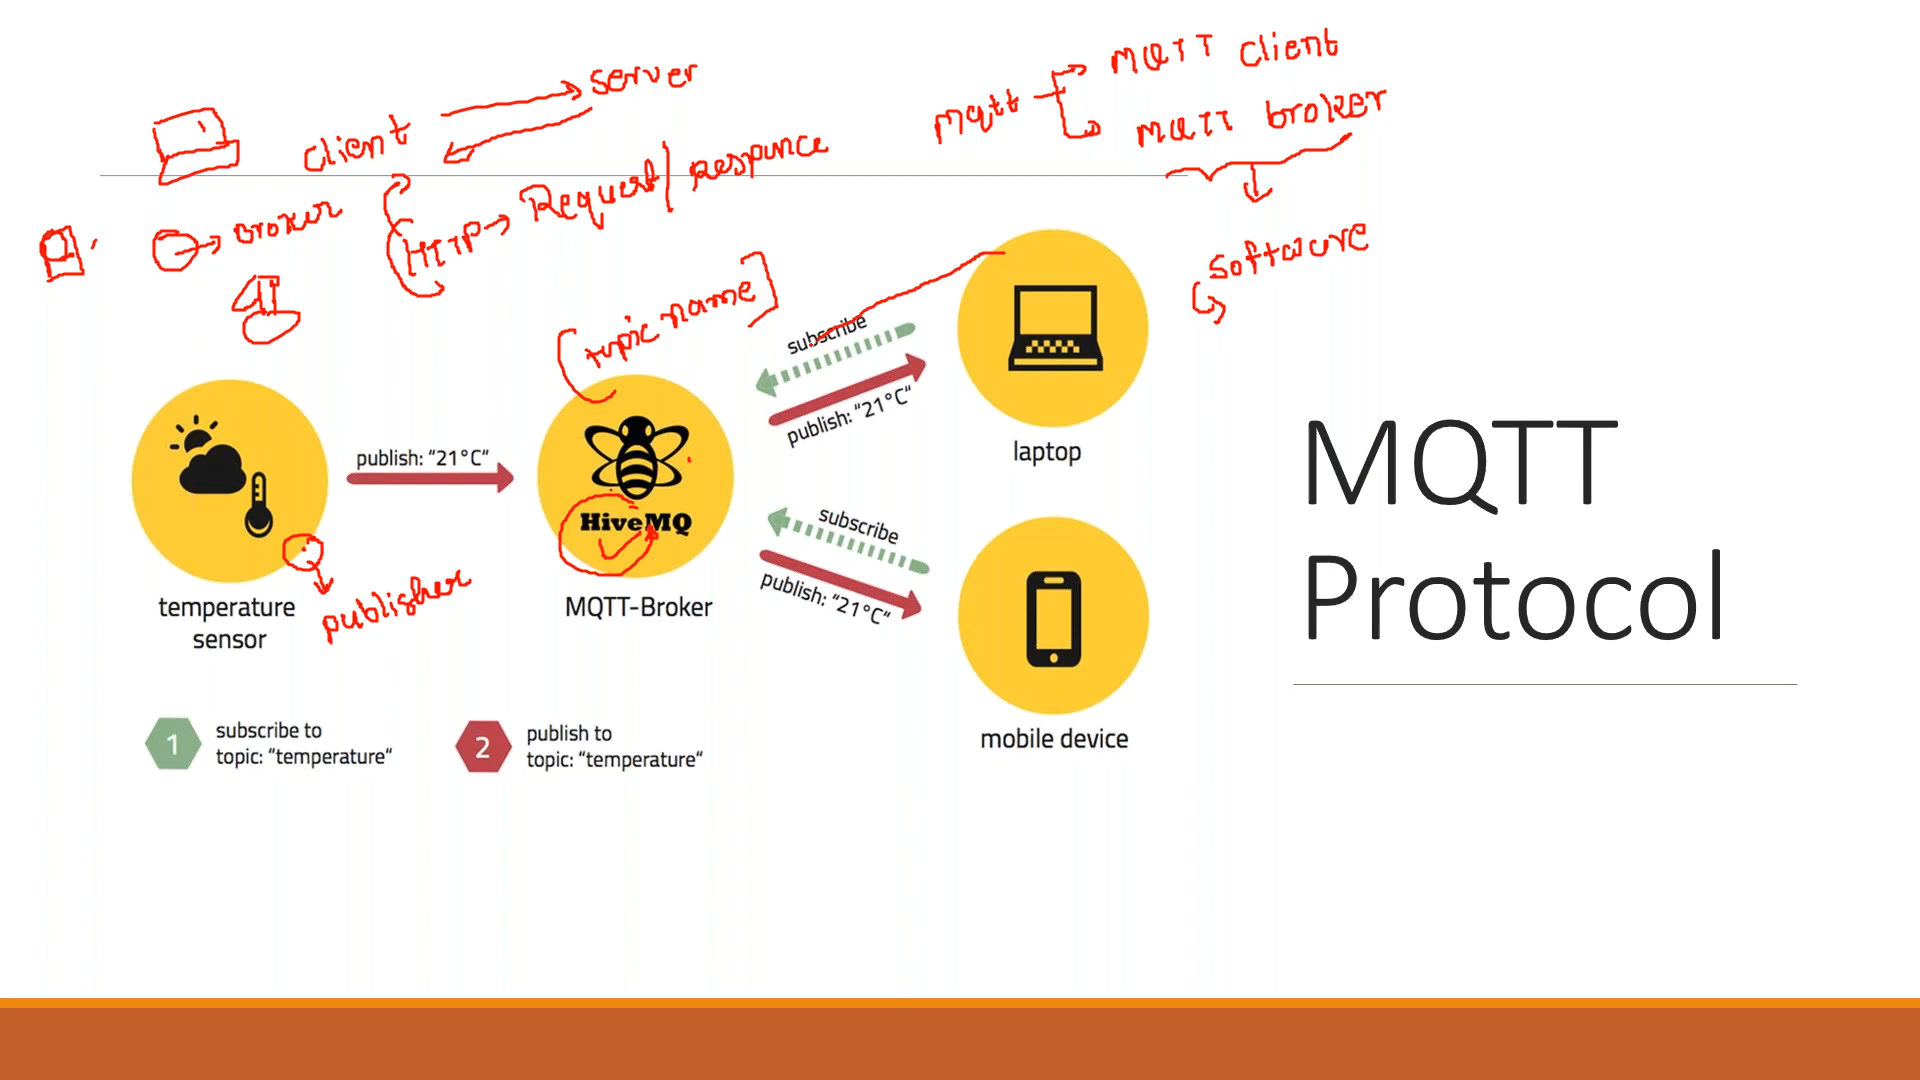 server
MQTT client
mqtt
MQTT broker
client
HTTP → Request/Responce
Broker
software
[topic name]
subscribe
publish: “21°C“
laptop
publish: “21°C“
HiveMQ
subscribe
publish: “21°C“
MQTT
Protocol
temperature
sensor
publisher
MQTT-Broker
mobile device
1
subscribe to
topic: “temperature“
2
publish to
topic: “temperature“